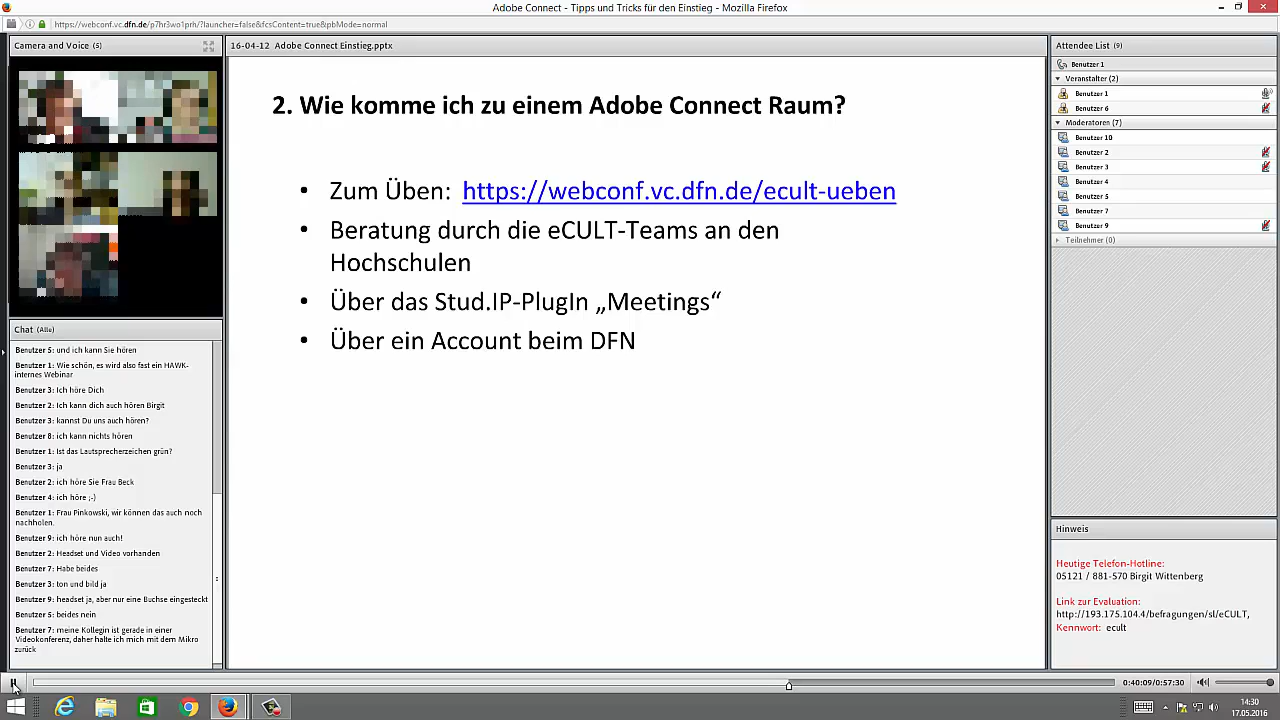 Adobe Connect - Tipps und Tricks für den Einstieg - Mozilla Firefox
https://webconf.vc.dfn.de/p7hr3wo1prh/?launcher=false&fcsContent=true&pbMode=normal
Camera and Voice (5)
Chat (Alle)
Benutzer 5: und ich kann Sie hören
Benutzer 1: Wie schön, es wird also fast ein HAWK-
internes Webinar
Benutzer 3: Ich höre Dich
Benutzer 2: Ich kann dich auch hören Birgit
Benutzer 3: kannst Du uns auch hören?
Benutzer 8: ich kann nichts hören
Benutzer 1: Ist das Lautsprecherzeichen grün?
Benutzer 3: ja
Benutzer 2: ich höre Sie Frau Beck
Benutzer 4: ich höre ;-)
Benutzer 1: Frau Pinkowski, wir können das auch noch
nachholen.
Benutzer 9: ich höre nun auch!
Benutzer 2: Headset und Video vorhanden
Benutzer 7: Habe beides
Benutzer 3: ton und bild ja
Benutzer 9: headset ja, aber nur eine Buchse eingesteckt
Benutzer 5: beides nein
Benutzer 7: meine Kollegin ist gerade in einer
Videokonferenz, daher halte ich mich mit dem Mikro
zurück
16-04-12 Adobe Connect Einstieg.pptx
2. Wie komme ich zu einem Adobe Connect Raum?
• Zum Üben: https://webconf.vc.dfn.de/ecult-ueben
• Beratung durch die eCULT-Teams an den
Hochschulen
• Über das Stud.IP-PlugIn „Meetings“
• Über ein Account beim DFN
Attendee List (9)
Benutzer 1
Veranstalter (2)
Benutzer 1
Benutzer 6
Moderatoren (7)
Benutzer 10
Benutzer 2
Benutzer 3
Benutzer 4
Benutzer 5
Benutzer 7
Benutzer 9
Teilnehmer (0)
Hinweis
Heutige Telefon-Hotline:
05121 / 881-570 Birgit Wittenberg
Link zur Evaluation:
http://193.175.104.4/befragungen/sl/eCULT,
Kennwort: ecult
0:40:09/0:57:30
14:30
17.05.2016